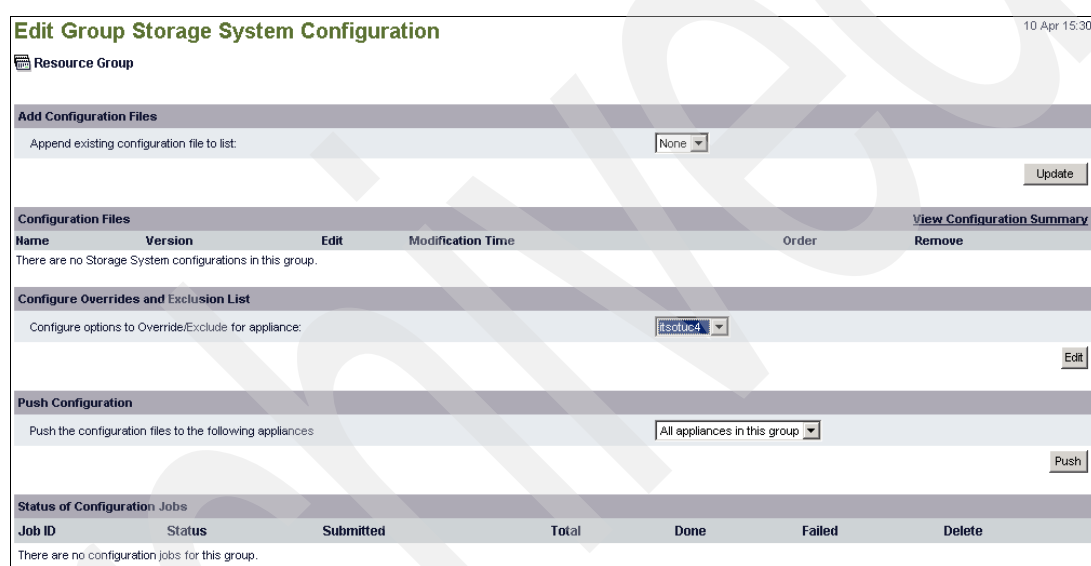 Edit Group Storage System Configuration
10 Apr 15:30
Resource Group
Add Configuration Files
Append existing configuration file to list: None
Update
Configuration Files View Configuration Summary
Name Version Edit Modification Time Order Remove
There are no Storage System configurations in this group.
Configure Overrides and Exclusion List
Configure options to Override/Exclude for appliance: itsotuc4
Edit
Push Configuration
Push the configuration files to the following appliances All appliances in this group
Push
Status of Configuration Jobs
Job ID Status Submitted Total Done Failed Delete
There are no configuration jobs for this group.